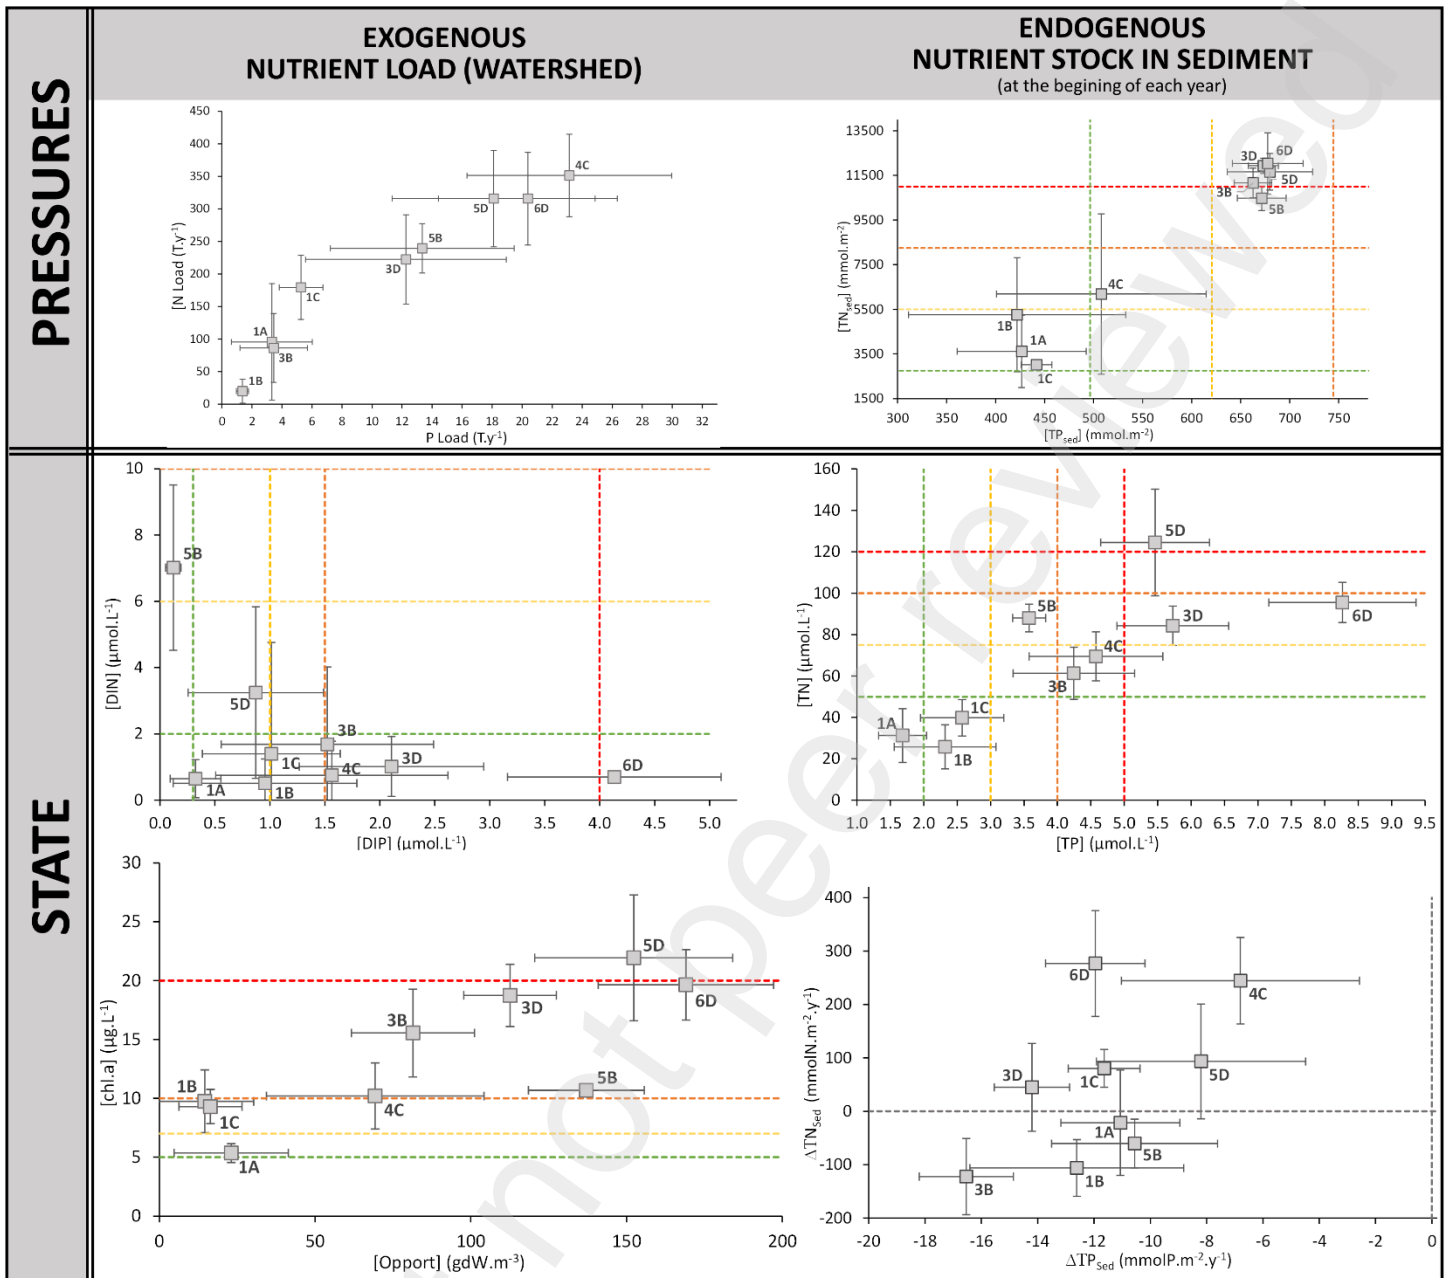 PRESSURES
EXOGENOUS
NUTRIENT LOAD (WATERSHED)
ENDOGENOUS
NUTRIENT STOCK IN SEDIMENT
(at the begining of each year)
[N Load (T.y-1)
450
400
350
300
250
200
150
100
50
0
4C
5D
6D
5B
3D
1C
1A
3B
1B
0 2 4 6 8 10 12 14 16 18 20 22 24 26 28 30 32
P Load (T.y-1)
[TNsed] (mmol.m-2)
13500
11500
9500
7500
5500
3500
1500
3D
6D
5D
3B
5B
4C
1B
1A
1C
300 350 400 450 500 550 600 650 700 750
[TPsed] (mmol.m-2)
STATE
[DIN] (µmol.L-1)
10
8
6
4
2
0
5B
5D
3B
1C
4C
3D
6D
1A
1B
0.0 0.5 1.0 1.5 2.0 2.5 3.0 3.5 4.0 4.5 5.0
[DIP] (µmol.L-1)
[TN] (µmol.L-1)
160
140
120
100
80
60
40
20
0
5D
5B
6D
3D
4C
3B
1C
1A
1B
1.0 1.5 2.0 2.5 3.0 3.5 4.0 4.5 5.0 5.5 6.0 6.5 7.0 7.5 8.0 8.5 9.0 9.5
[TP] (µmol.L-1)
[chl.a] (µg.L-1)
30
25
20
15
10
5
0
5D
6D
3D
3B
5B
4C
1B
1C
1A
0 50 100 150 200
[Opport] (gdW.m-3)
ΔTNSed (mmolN.m-2.y-1)
400
300
200
100
0
-100
-200
6D
4C
3D
1C
5D
1A
5B
1B
3B
-20 -18 -16 -14 -12 -10 -8 -6 -4 -2 0
ΔTPSed (mmolP.m-2.y-1)
not peer reviewed